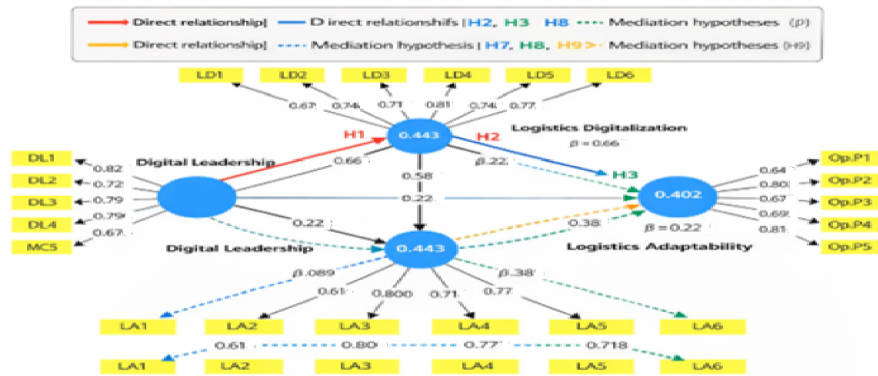 Direct relationship| Direct relationshifs |H2, H3 H8 Mediation hypotheses (β)
Direct relationship| Mediation hypothesis | H7, H8, H9 > Mediation hypotheses (H9)
LD1 LD2 LD3 LD4 LD5 LD6
0.67 0.74 0.71 0.81 0.74 0.77
H1 0.443 H2 Logistics Digitalization
β = 0.66
DL1 Digital Leadership 0.66 β.22 H3 Op.P1
0.82 0.58 0.64
DL2 0.72 0.80 Op.P2
DL3 0.79 0.22 0.402 0.67 Op.P3
DL4 0.79 0.22 0.38 0.69 Op.P4
MC5 0.67 β = 0.22 0.81 Op.P5
Digital Leadership 0.443 Logistics Adaptability
β.089 0.61 0.800 0.71 0.77 β.38
LA1 LA2 LA3 LA4 LA5 LA6
0.61 0.80 0.77 0.718
LA1 LA2 LA3 LA4 LA5 LA6